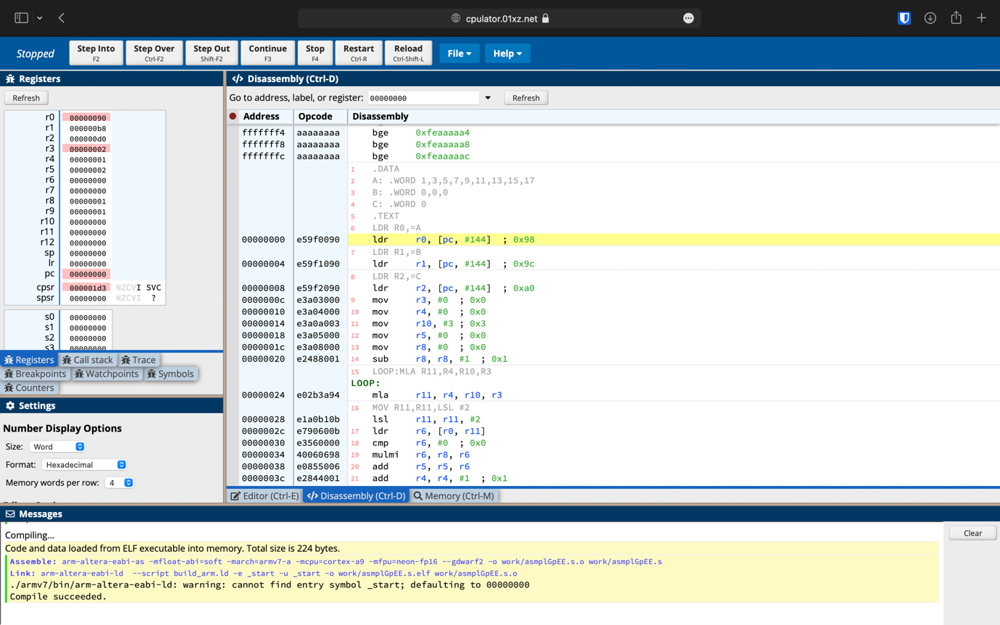 cpulator.01xz.net
Stopped
Step Into
F2
Step Over
Ctrl-F2
Step Out
Shift-F2
Continue
F3
Stop
F4
Restart
Ctrl-R
Reload
Ctrl-Shift-L
File
Help
Registers
Refresh
r0 00000090
r1 000000b8
r2 000000d0
r3 00000002
r4 00000001
r5 00000002
r6 00000000
r7 00000000
r8 00000001
r9 00000001
r10 00000000
r11 00000000
r12 00000000
sp 00000000
lr 00000000
pc 00000000
cpsr 000001d3 NZCVI SVC
spsr 00000000 NZCVI ?
s0 00000000
s1 00000000
s2 00000000
s3 00000000
Registers Call stack Trace
Breakpoints Watchpoints Symbols
Counters
Settings
Number Display Options
Size: Word
Format: Hexadecimal
Memory words per row: 4
Disassembly (Ctrl-D)
Go to address, label, or register: 00000000 Refresh
Address Opcode Disassembly
fffffff4 aaaaaaaa bge 0xfeaaaaa4
fffffff8 aaaaaaaa bge 0xfeaaaaa8
fffffffc aaaaaaaa bge 0xfeaaaaac
1 .DATA
2 A: .WORD 1,3,5,7,9,11,13,15,17
3 B: .WORD 0,0,0
4 C: .WORD 0
5 .TEXT
6 LDR R0,=A
00000000 e59f0090 ldr r0, [pc, #144] ; 0x98
7 LDR R1,=B
00000004 e59f1090 ldr r1, [pc, #144] ; 0x9c
8 LDR R2,=C
00000008 e59f2090 ldr r2, [pc, #144] ; 0xa0
0000000c e3a03000 9 mov r3, #0 ; 0x0
00000010 e3a04000 10 mov r4, #0 ; 0x0
00000014 e3a0a003 11 mov r10, #3 ; 0x3
00000018 e3a05000 12 mov r5, #0 ; 0x0
0000001c e3a08000 13 mov r8, #0 ; 0x0
00000020 e2488001 14 sub r8, r8, #1 ; 0x1
15 LOOP:MLA R11,R4,R10,R3
LOOP:
00000024 e02b3a94 mla r11, r4, r10, r3
16 MOV R11,R11,LSL #2
00000028 e1a0b10b lsl r11, r11, #2
0000002c e790600b 17 ldr r6, [r0, r11]
00000030 e3560000 18 cmp r6, #0 ; 0x0
00000034 40060698 19 mulmi r6, r8, r6
00000038 e0855006 20 add r5, r5, r6
0000003c e2844001 21 add r4, r4, #1 ; 0x1
Editor (Ctrl-E) Disassembly (Ctrl-D) Memory (Ctrl-M)
Messages
Clear
Compiling...
Code and data loaded from ELF executable into memory. Total size is 224 bytes.
Assemble: arm-altera-eabi-as -mfloat-abi=soft -march=armv7-a -mcpu=cortex-a9 -mfpu=neon-fp16 --gdwarf2 -o work/asmplGpEE.s.o work/asmplGpEE.s
Link: arm-altera-eabi-ld --script build_arm.ld -e _start -u _start -o work/asmplGpEE.s.elf work/asmplGpEE.s.o
./armv7/bin/arm-altera-eabi-ld: warning: cannot find entry symbol _start; defaulting to 00000000
Compile succeeded.